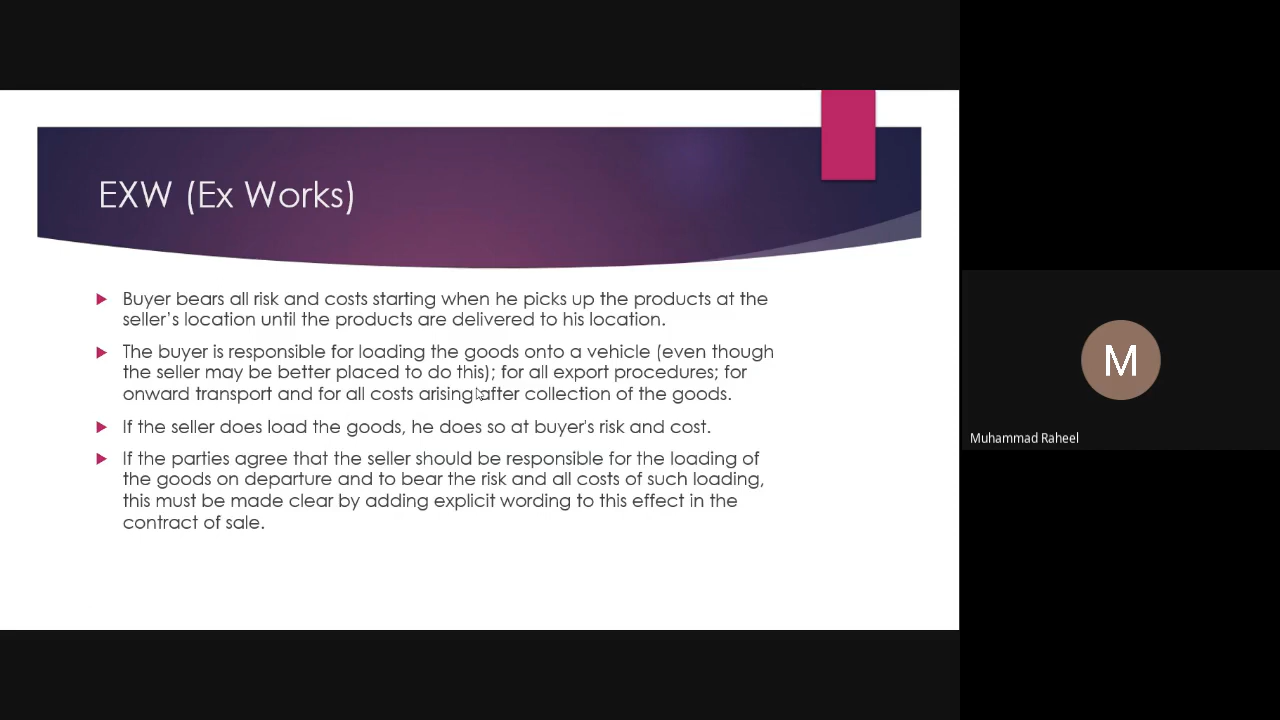 EXW (Ex Works)
Buyer bears all risk and costs starting when he picks up the products at the
seller’s location until the products are delivered to his location.
The buyer is responsible for loading the goods onto a vehicle (even though
the seller may be better placed to do this); for all export procedures; for
onward transport and for all costs arising after collection of the goods.
If the seller does load the goods, he does so at buyer's risk and cost.
If the parties agree that the seller should be responsible for the loading of
the goods on departure and to bear the risk and all costs of such loading,
this must be made clear by adding explicit wording to this effect in the
contract of sale.
M
Muhammad Raheel